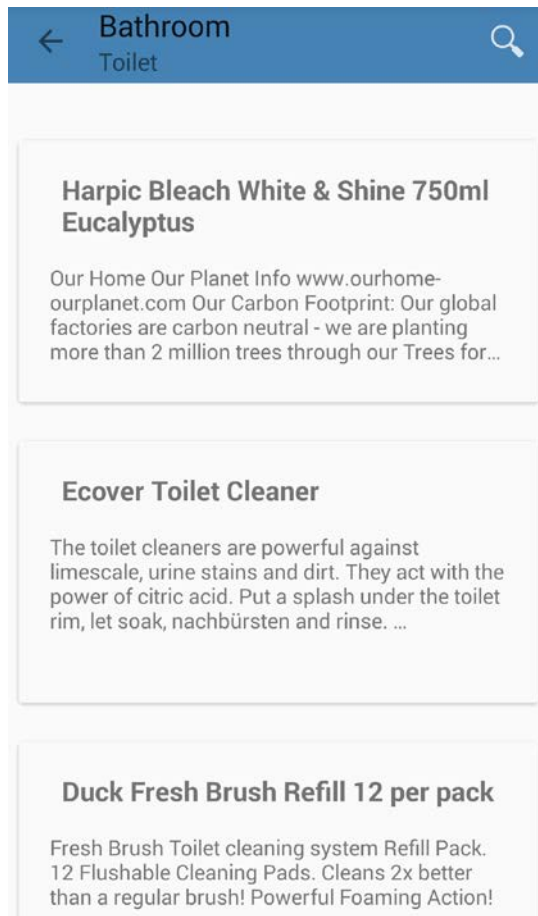 Bathroom
Toilet
Harpic Bleach White & Shine 750ml
Eucalyptus
Our Home Our Planet Info www.ourhome-
ourplanet.com Our Carbon Footprint: Our global
factories are carbon neutral - we are planting
more than 2 million trees through our Trees for...
Ecover Toilet Cleaner
The toilet cleaners are powerful against
limescale, urine stains and dirt. They act with the
power of citric acid. Put a splash under the toilet
rim, let soak, nachbürsten and rinse. ...
Duck Fresh Brush Refill 12 per pack
Fresh Brush Toilet cleaning system Refill Pack.
12 Flushable Cleaning Pads. Cleans 2x better
than a regular brush! Powerful Foaming Action!